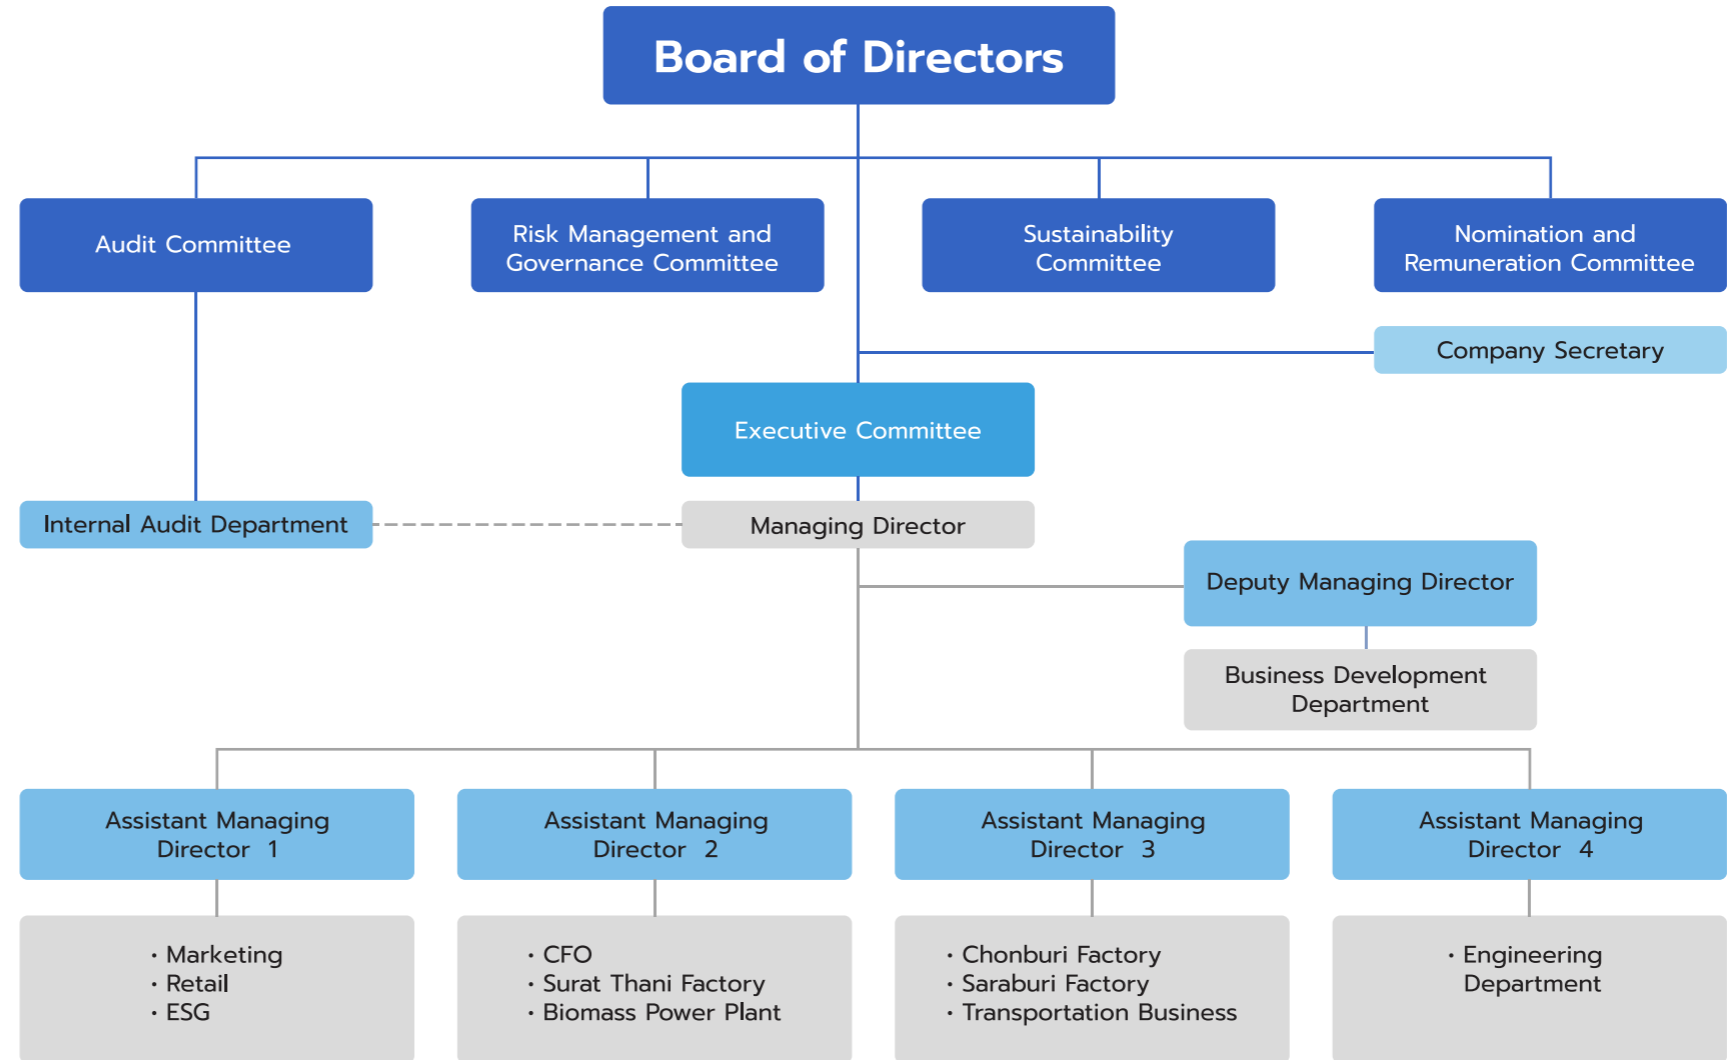 Board of Directors
Audit Committee
Risk Management and
Governance Committee
Sustainability
Committee
Nomination and
Remuneration Committee
Company Secretary
Executive Committee
Internal Audit Department
Managing Director
Deputy Managing Director
Business Development
Department
Assistant Managing
Director 1
Assistant Managing
Director 2
Assistant Managing
Director 3
Assistant Managing
Director 4
· Marketing
· Retail
· ESG
· CFO
· Surat Thani Factory
· Biomass Power Plant
· Chonburi Factory
· Saraburi Factory
· Transportation Business
· Engineering
Department